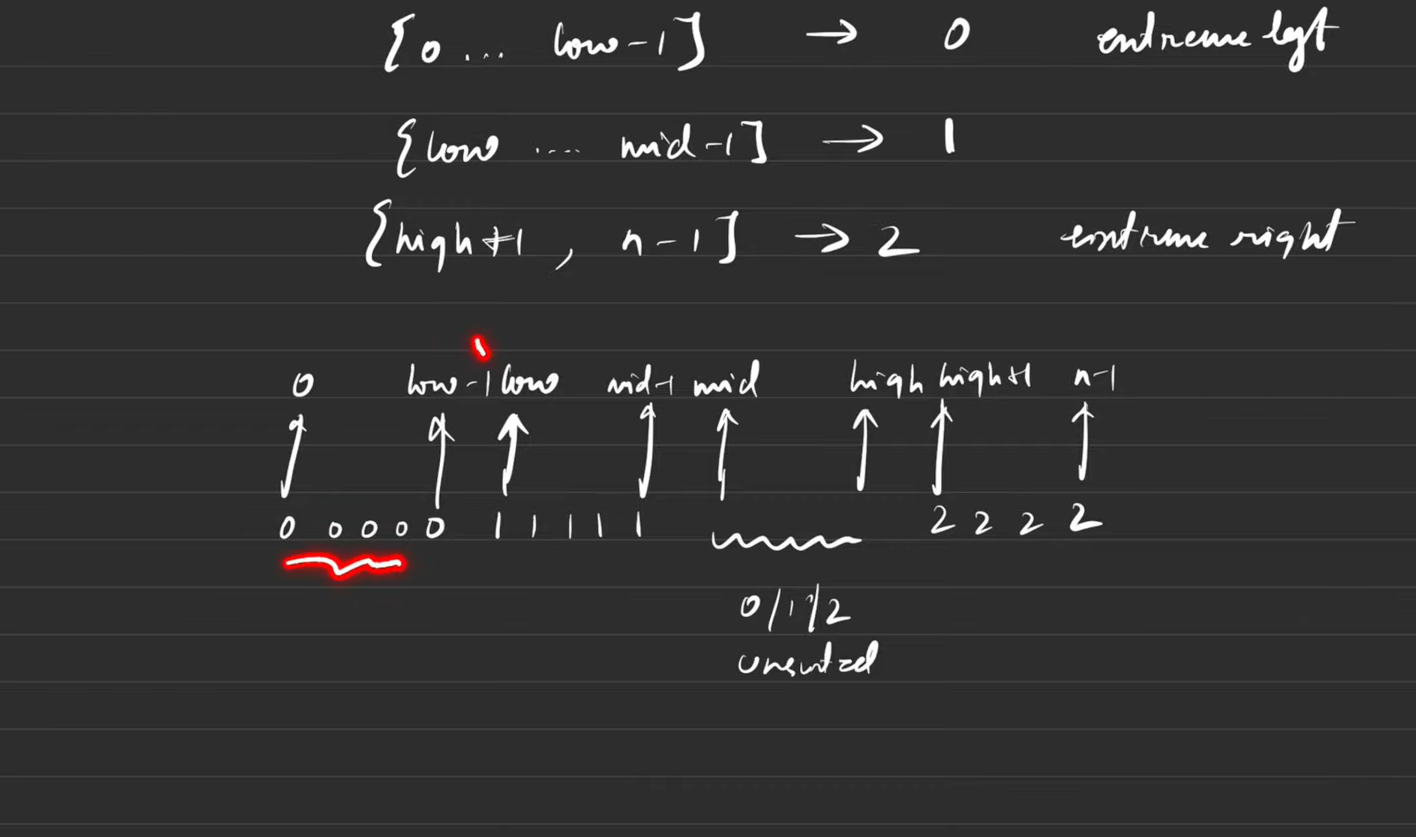 [0 ... low-1] → 0 extreme left
[low .... mid-1] → 1
[high+1, n-1] → 2 extreme right
0 low-1 low mid-1 mid high high+1 n-1
0 0 0 0 0 1 1 1 1 1 2 2 2 2
0/1/2
unsorted